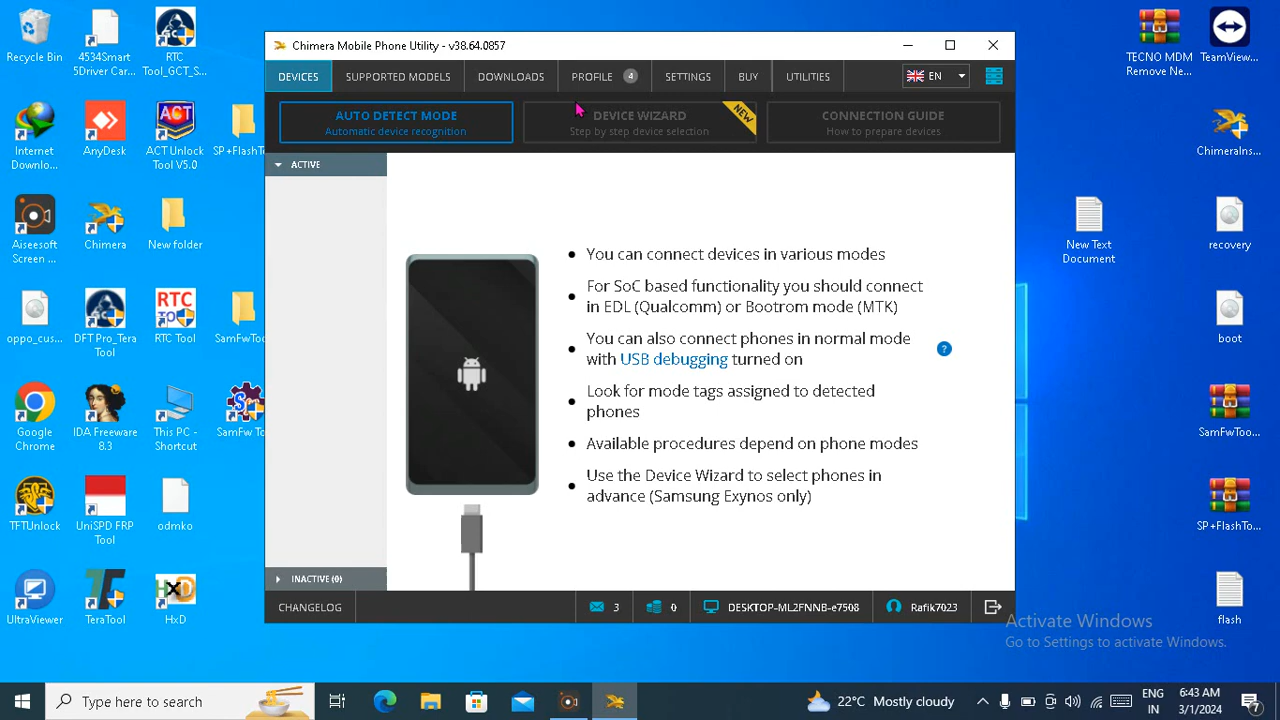 Recycle Bin
4534Smart
5Driver Car...
RTC
Tool_GCT_S...
Internet
Downlo...
AnyDesk
ACT Unlock
Tool V5.0
SP+FlashTo
Aiseesoft
Screen ...
Chimera
New folder
oppo_cus...
DFT Pro_Tera
Tool
RTC Tool
SamFwToo
Google
Chrome
IDA Freeware
8.3
This PC -
Shortcut
SamFw To
TFTUnlock
UniSPD FRP
Tool
odmko
UltraViewer
TeraTool
HxD
Chimera Mobile Phone Utility - v38.64.0857
DEVICES SUPPORTED MODELS DOWNLOADS PROFILE 4 SETTINGS BUY UTILITIES EN
AUTO DETECT MODE
Automatic device recognition
DEVICE WIZARD
Step by step device selection
NEW
CONNECTION GUIDE
How to prepare devices
ACTIVE
• You can connect devices in various modes
• For SoC based functionality you should connect
in EDL (Qualcomm) or Bootrom mode (MTK)
• You can also connect phones in normal mode
with USB debugging turned on
?
• Look for mode tags assigned to detected
phones
• Available procedures depend on phone modes
• Use the Device Wizard to select phones in
advance (Samsung Exynos only)
INACTIVE (0)
CHANGELOG 3 0 DESKTOP-ML2FNNB-e7508 Rafik7023
TECNO MDM
Remove Ne...
TeamView...
ChimeraIns...
New Text
Document
recovery
boot
SamFwToo...
SP+FlashTo...
flash
Activate Windows
Go to Settings to activate Windows.
Type here to search
22°C Mostly cloudy
ENG
IN
6:43 AM
3/1/2024
7